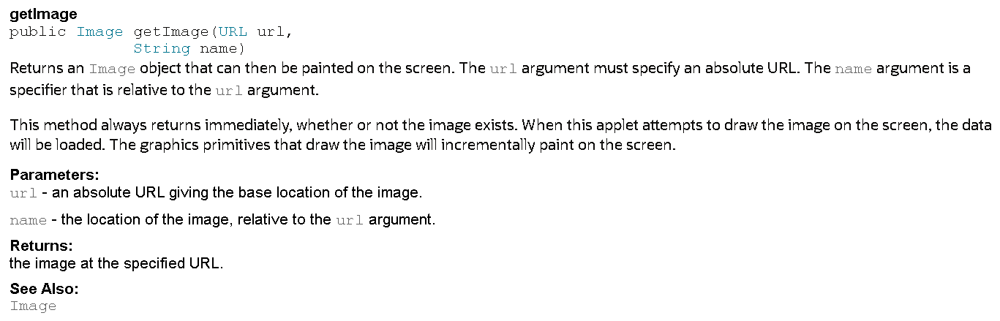 getImage
public Image getImage(URL url,
String name)
Returns an Image object that can then be painted on the screen. The url argument must specify an absolute URL. The name argument is a
specifier that is relative to the url argument.
This method always returns immediately, whether or not the image exists. When this applet attempts to draw the image on the screen, the data
will be loaded. The graphics primitives that draw the image will incrementally paint on the screen.
Parameters:
url - an absolute URL giving the base location of the image.
name - the location of the image, relative to the url argument.
Returns:
the image at the specified URL.
See Also:
Image